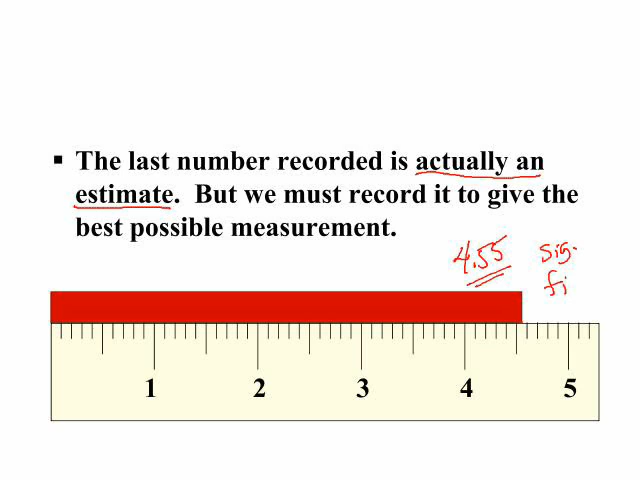 ▪ The last number recorded is actually an
estimate. But we must record it to give the
best possible measurement.
4.55 sig.
fi
1 2 3 4 5